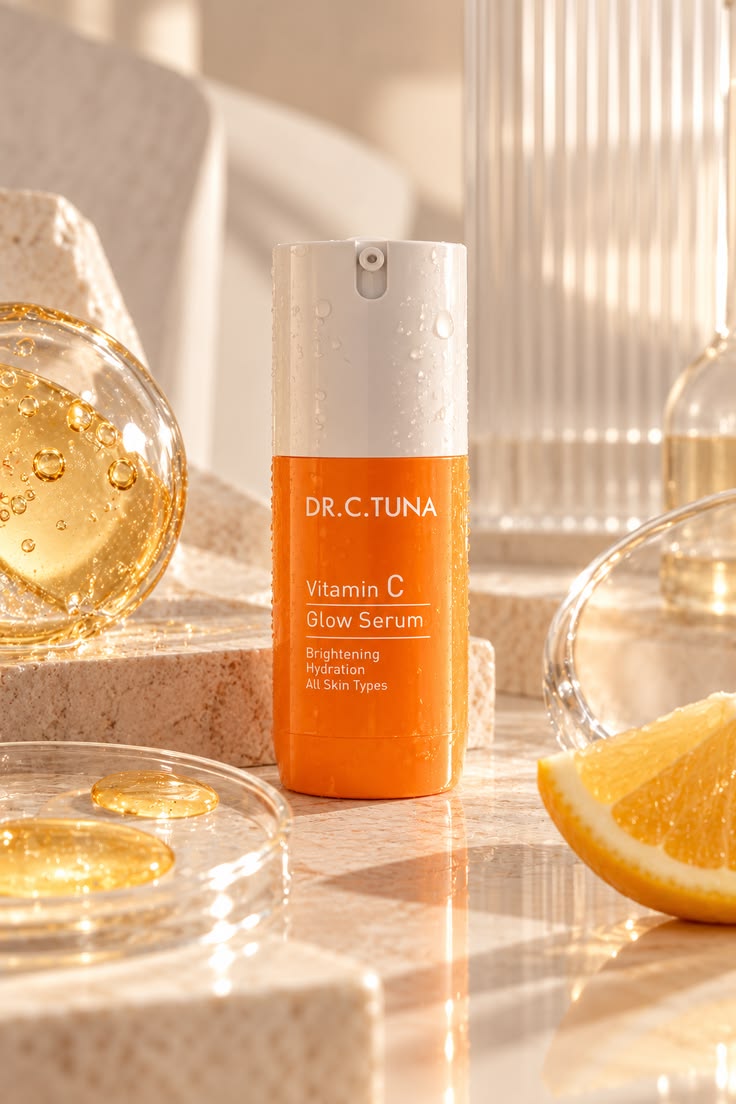 DR.C.TUNA
Vitamin C
Glow Serum
Brightening
Hydration
All Skin Types